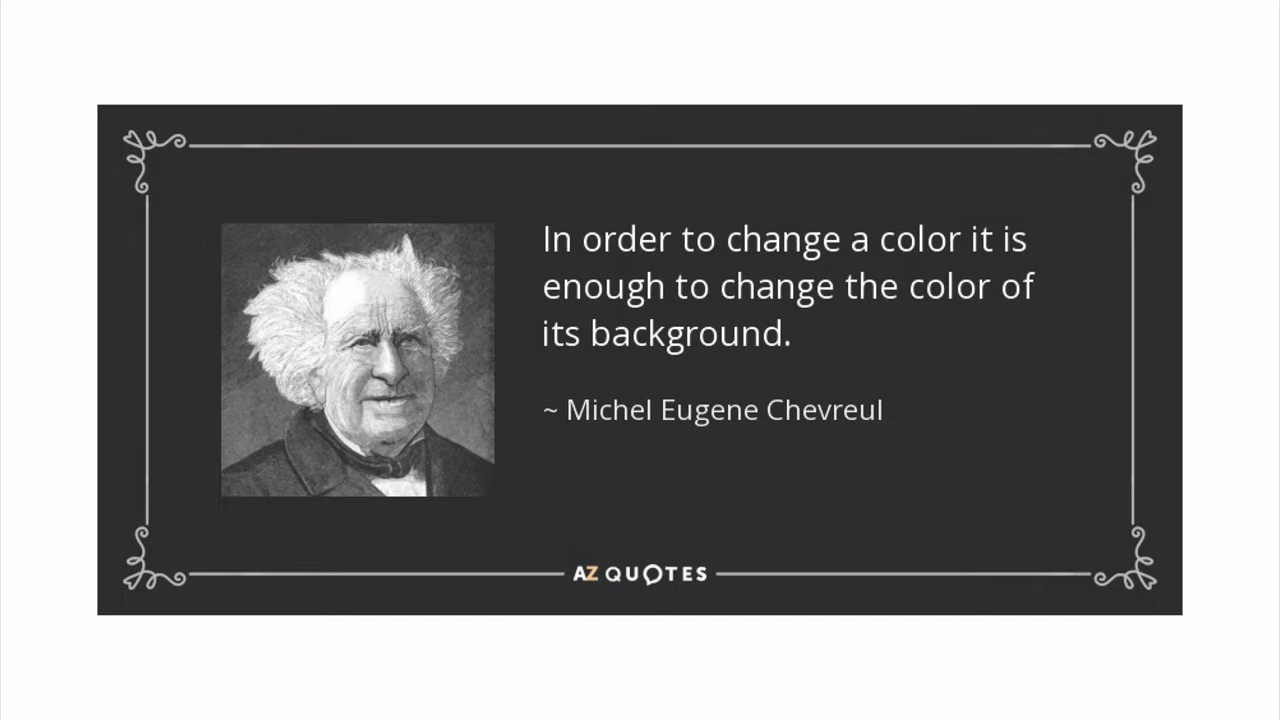 In order to change a color it is
enough to change the color of
its background.
~ Michel Eugene Chevreul
AZ QUOTES